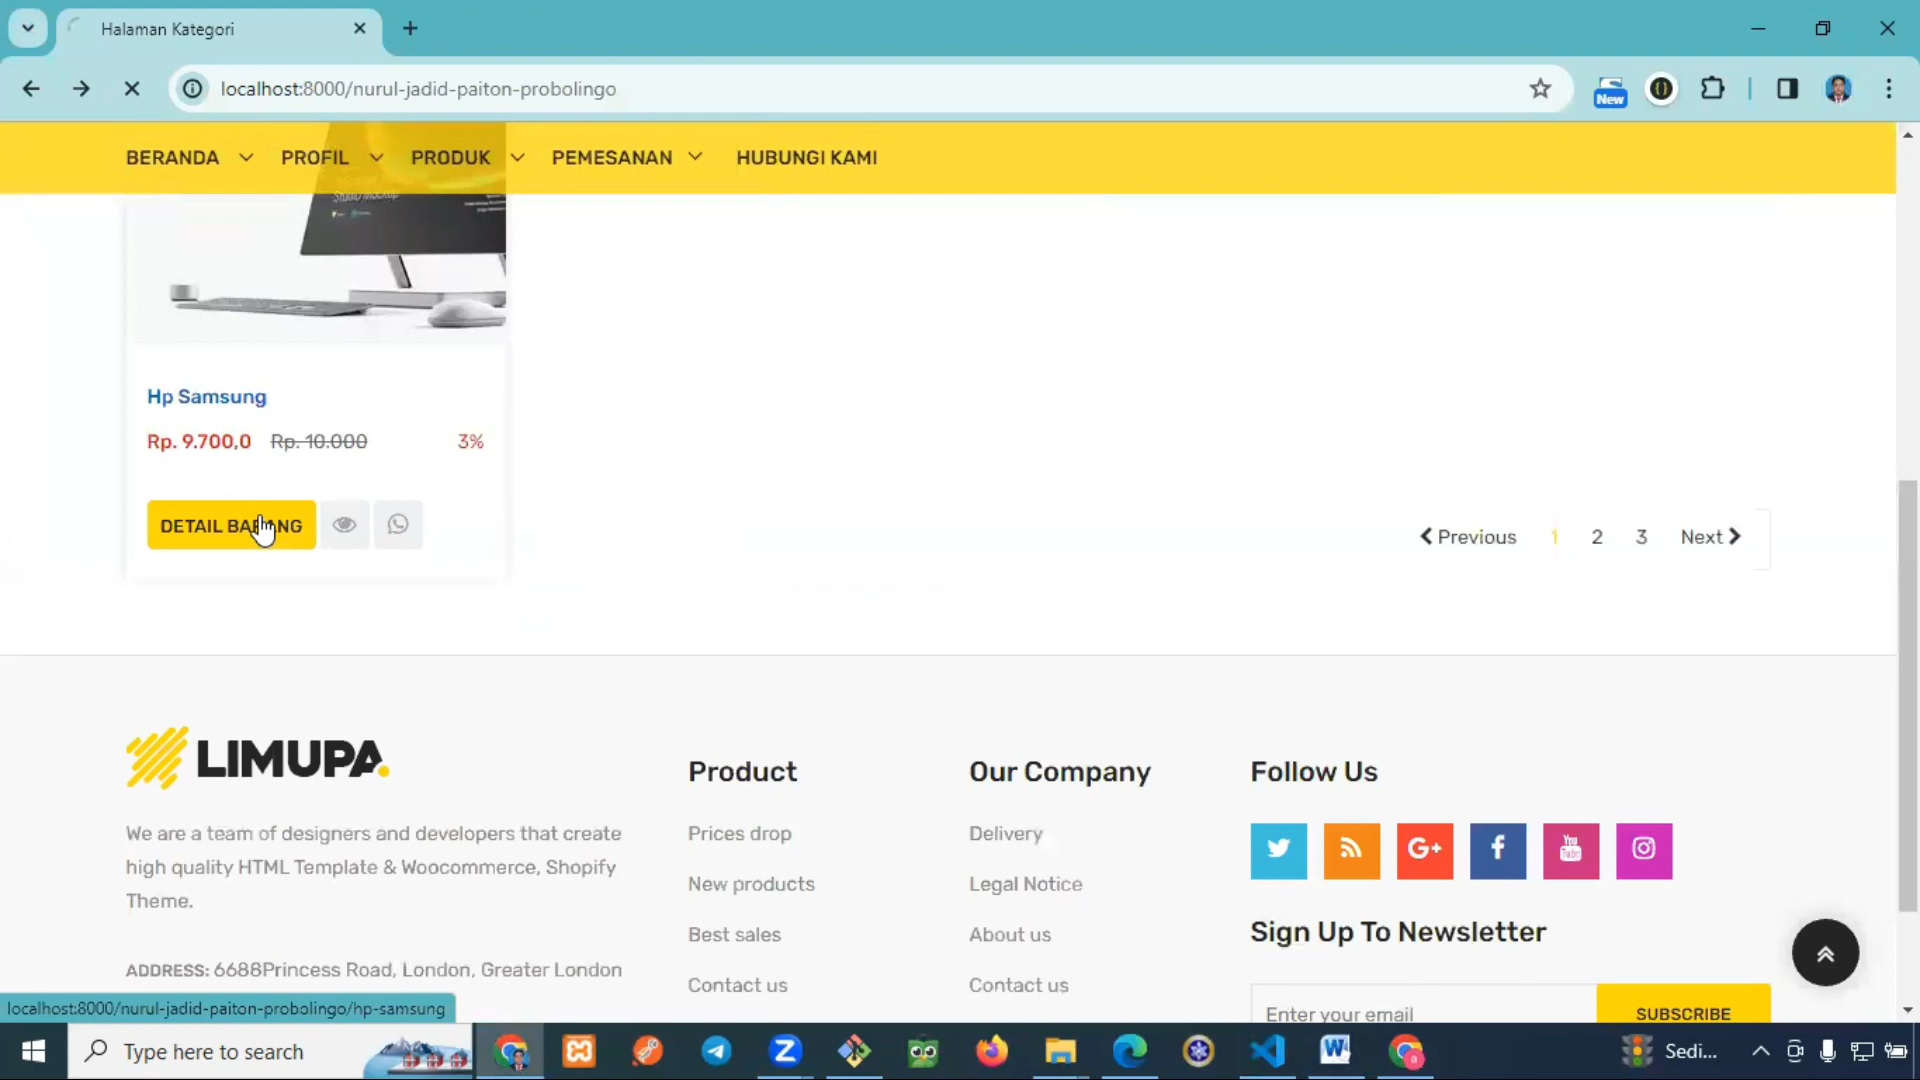 Halaman Kategori
localhost:8000/nurul-jadid-paiton-probolingo
New
BERANDA PROFIL PRODUK PEMESANAN HUBUNGI KAMI
Hp Samsung
Rp. 9.700,0 Rp. 10.000 3%
DETAIL BARANG
Previous 1 2 3 Next
LIMUPA.
We are a team of designers and developers that create
high quality HTML Template & Woocommerce, Shopify
Theme.
ADDRESS: 6688Princess Road, London, Greater London
Product
Prices drop
New products
Best sales
Contact us
Our Company
Delivery
Legal Notice
About us
Contact us
Follow Us
G+
You Tube
Sign Up To Newsletter
Enter your email
SUBSCRIBE
localhost:8000/nurul-jadid-paiton-probolingo/hp-samsung
Type here to search
Sedi...